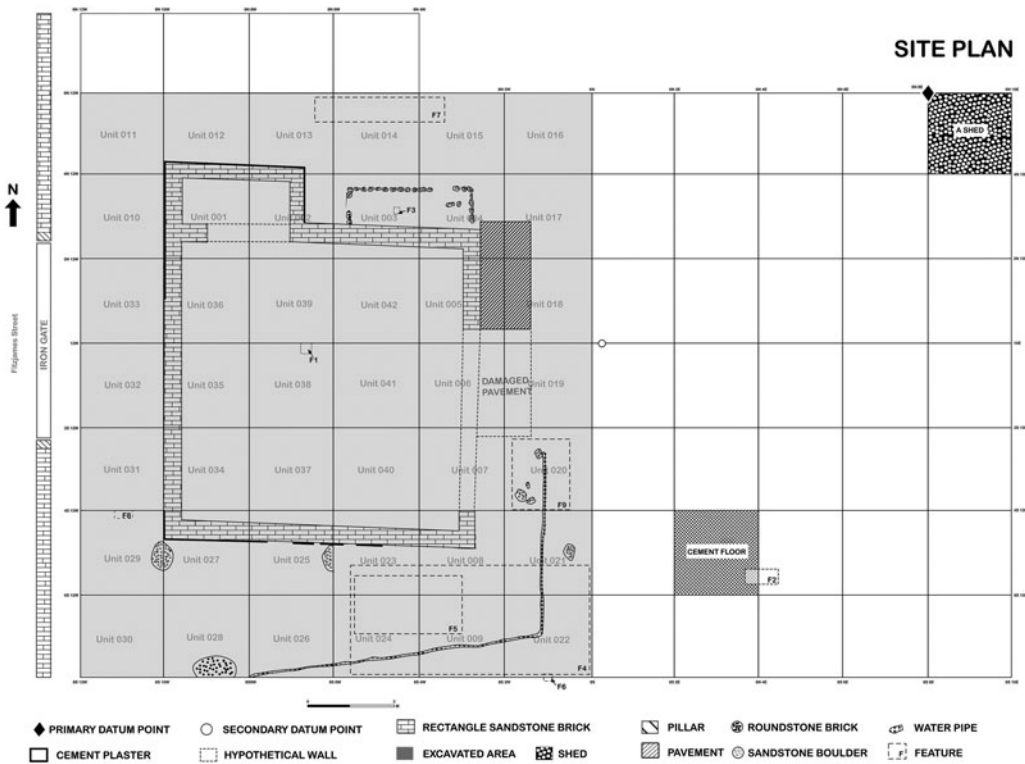 SITE PLAN
A SHED
N
Unit 011
Unit 012
Unit 013
Unit 014
Unit 015
Unit 016
F7
Unit 010
Unit 001
Unit 003
F3
Unit 017
Unit 033
Unit 036
Unit 039
Unit 042
Unit 005
Unit 018
Fitzjames Street
IRON GATE
F1
Unit 032
Unit 035
Unit 038
Unit 041
Unit 006
DAMAGED
PAVEMENT
Unit 019
Unit 031
Unit 034
Unit 037
Unit 040
Unit 007
Unit 020
F9
CEMENT FLOOR
F2
Unit 029
Unit 027
Unit 025
Unit 023
Unit 008
Unit 021
Unit 030
Unit 028
Unit 026
F5
Unit 024
Unit 009
Unit 022
F4
F6
PRIMARY DATUM POINT
SECONDARY DATUM POINT
RECTANGLE SANDSTONE BRICK
PILLAR
ROUNDSTONE BRICK
WATER PIPE
CEMENT PLASTER
HYPOTHETICAL WALL
EXCAVATED AREA
SHED
PAVEMENT
SANDSTONE BOULDER
F
FEATURE